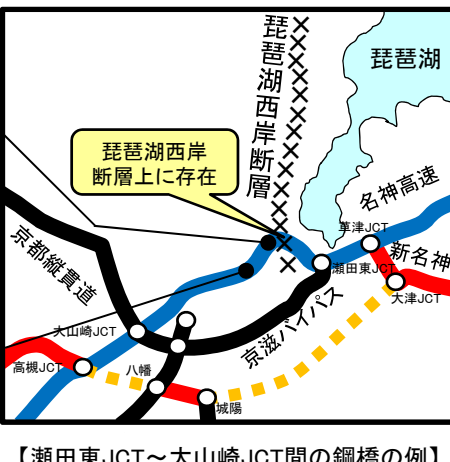 琵琶湖西岸断層
琵琶湖
琵琶湖西岸
断層上に存在
名神高速
草津JCT
新名神
瀬田東JCT
大津JCT
京都縦貫道
京滋バイパス
大山崎JCT
高槻JCT
八幡
城陽
【瀬田東JCT～大山崎JCT間の鋼橋の例】